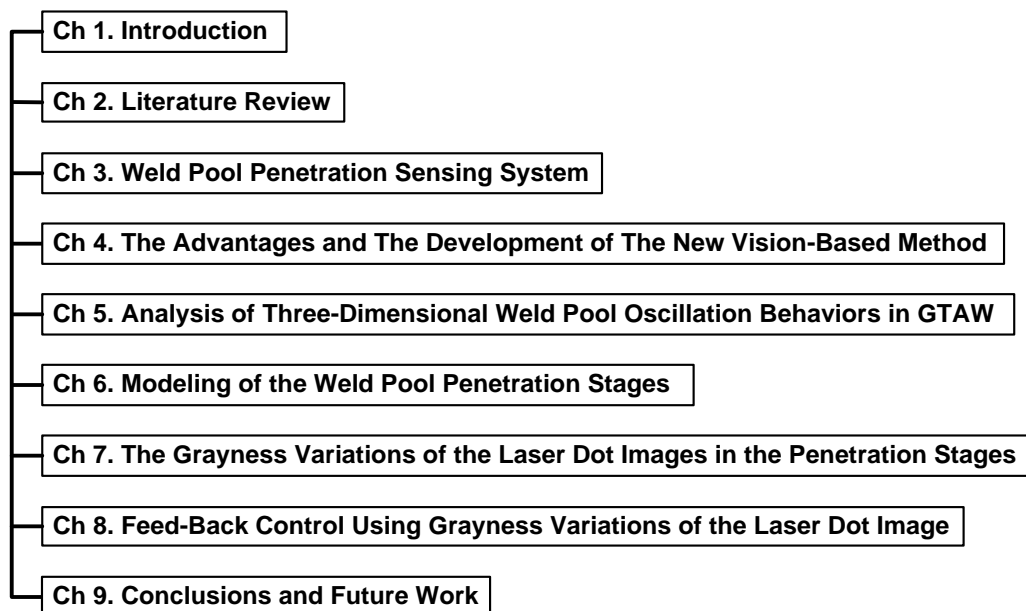 Ch 1. Introduction
Ch 2. Literature Review
Ch 3. Weld Pool Penetration Sensing System
Ch 4. The Advantages and The Development of The New Vision-Based Method
Ch 5. Analysis of Three-Dimensional Weld Pool Oscillation Behaviors in GTAW
Ch 6. Modeling of the Weld Pool Penetration Stages
Ch 7. The Grayness Variations of the Laser Dot Images in the Penetration Stages
Ch 8. Feed-Back Control Using Grayness Variations of the Laser Dot Image
Ch 9. Conclusions and Future Work